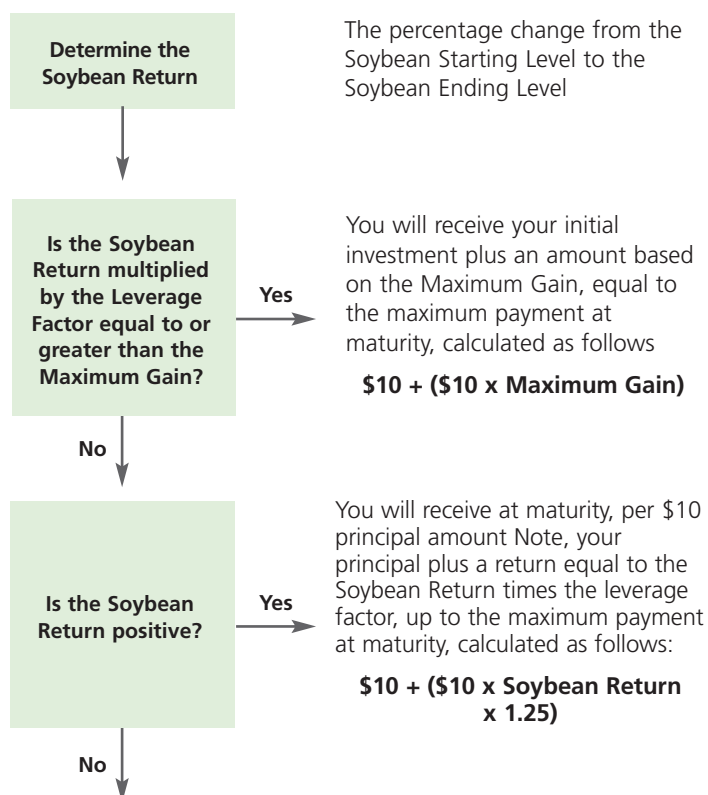 Determine the
Soybean Return
The percentage change from the
Soybean Starting Level to the
Soybean Ending Level
Is the Soybean
Return multiplied
by the Leverage
Factor equal to or
greater than the
Maximum Gain?
Yes
You will receive your initial
investment plus an amount based
on the Maximum Gain, equal to
the maximum payment at
maturity, calculated as follows
$10 + ($10 x Maximum Gain)
No
Is the Soybean
Return positive?
Yes
You will receive at maturity, per $10
principal amount Note, your
principal plus a return equal to the
Soybean Return times the leverage
factor, up to the maximum payment
at maturity, calculated as follows:
$10 + ($10 x Soybean Return
x 1.25)
No